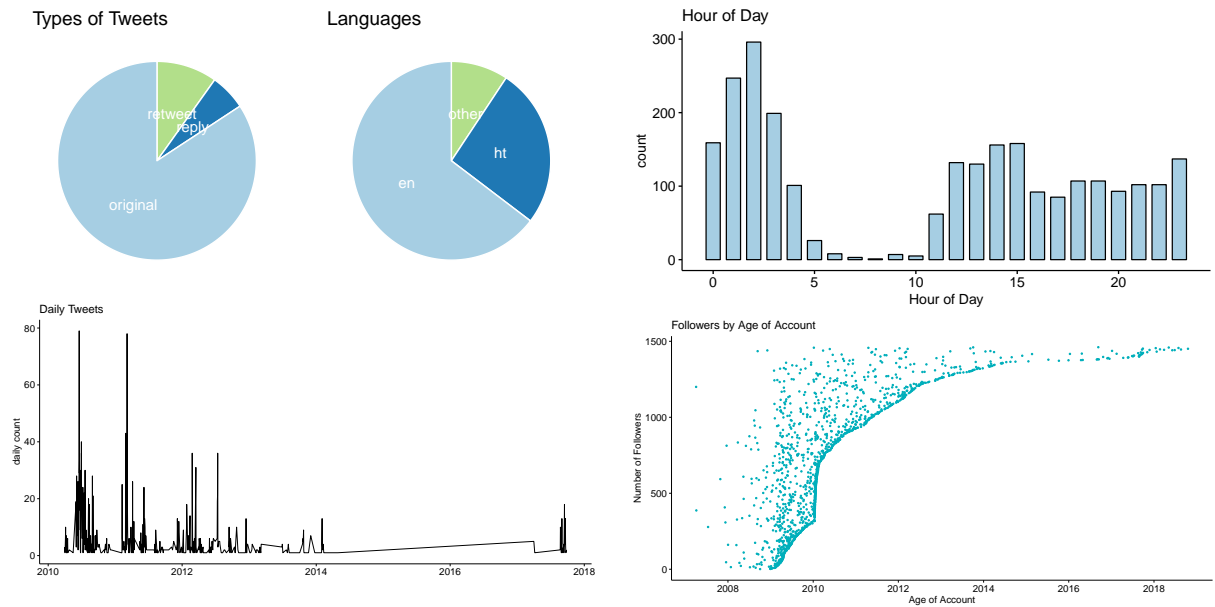 Types of Tweets
Languages
retweet
reply
original
other
ht
en
Hour of Day
300
200
100
0
count
0 5 10 15 20
Hour of Day
Daily Tweets
80
60
40
20
0
daily count
2010 2012 2014 2016 2018
Followers by Age of Account
1500
1000
500
0
Number of Followers
2008 2010 2012 2014 2016 2018
Age of Account